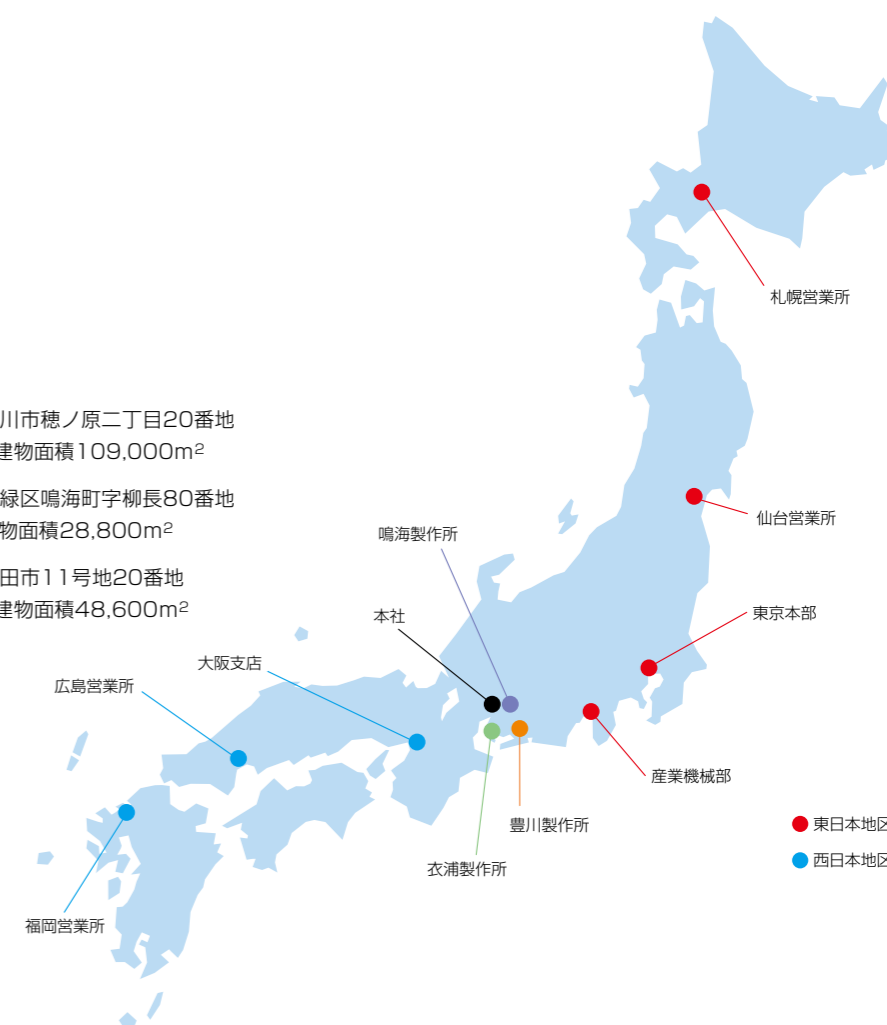 札幌営業所
川市穂ノ原二丁目20番地
建物面積109,000m²
緑区鳴海町字柳長80番地
物面積28,800m²
仙台営業所
鳴海製作所
田市11号地20番地
建物面積48,600m²
本社
東京本部
大阪支店
広島営業所
産業機械部
豊川製作所
東日本地区
西日本地区
衣浦製作所
福岡営業所